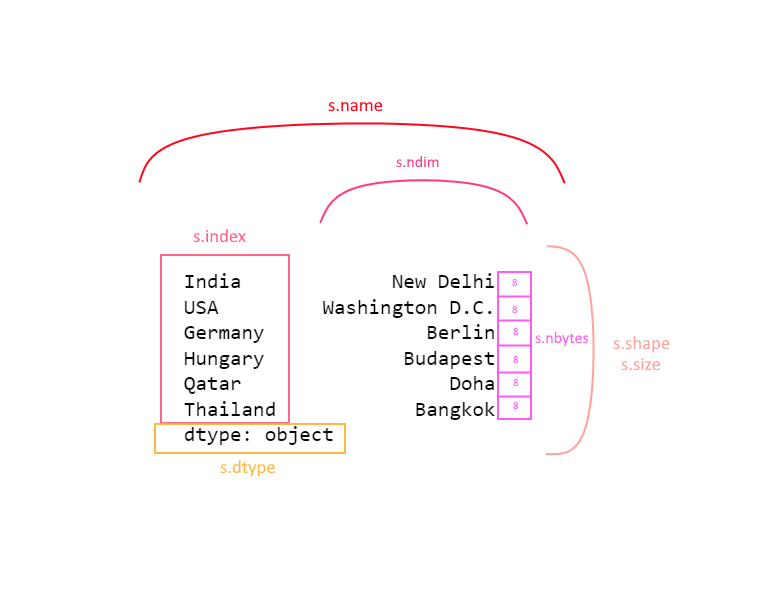 s.name
s.ndim
s.index
India New Delhi 8
USA Washington D.C. 8
Germany Berlin 8 s.nbytes
Hungary Budapest 8
Qatar Doha 8
Thailand Bangkok 8
s.shape
s.size
dtype: object
s.dtype